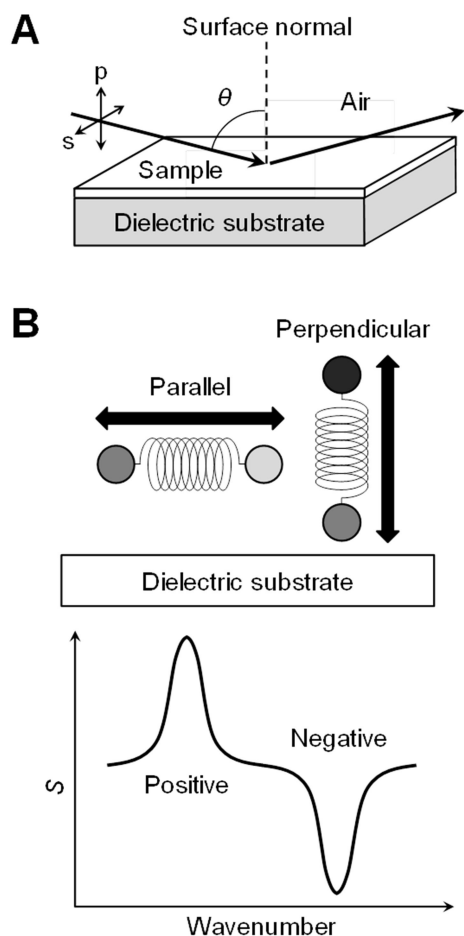 A
Surface normal
p
θ
Air
s
Sample
Dielectric substrate
B
Perpendicular
Parallel
Dielectric substrate
Negative
Positive
S
Wavenumber